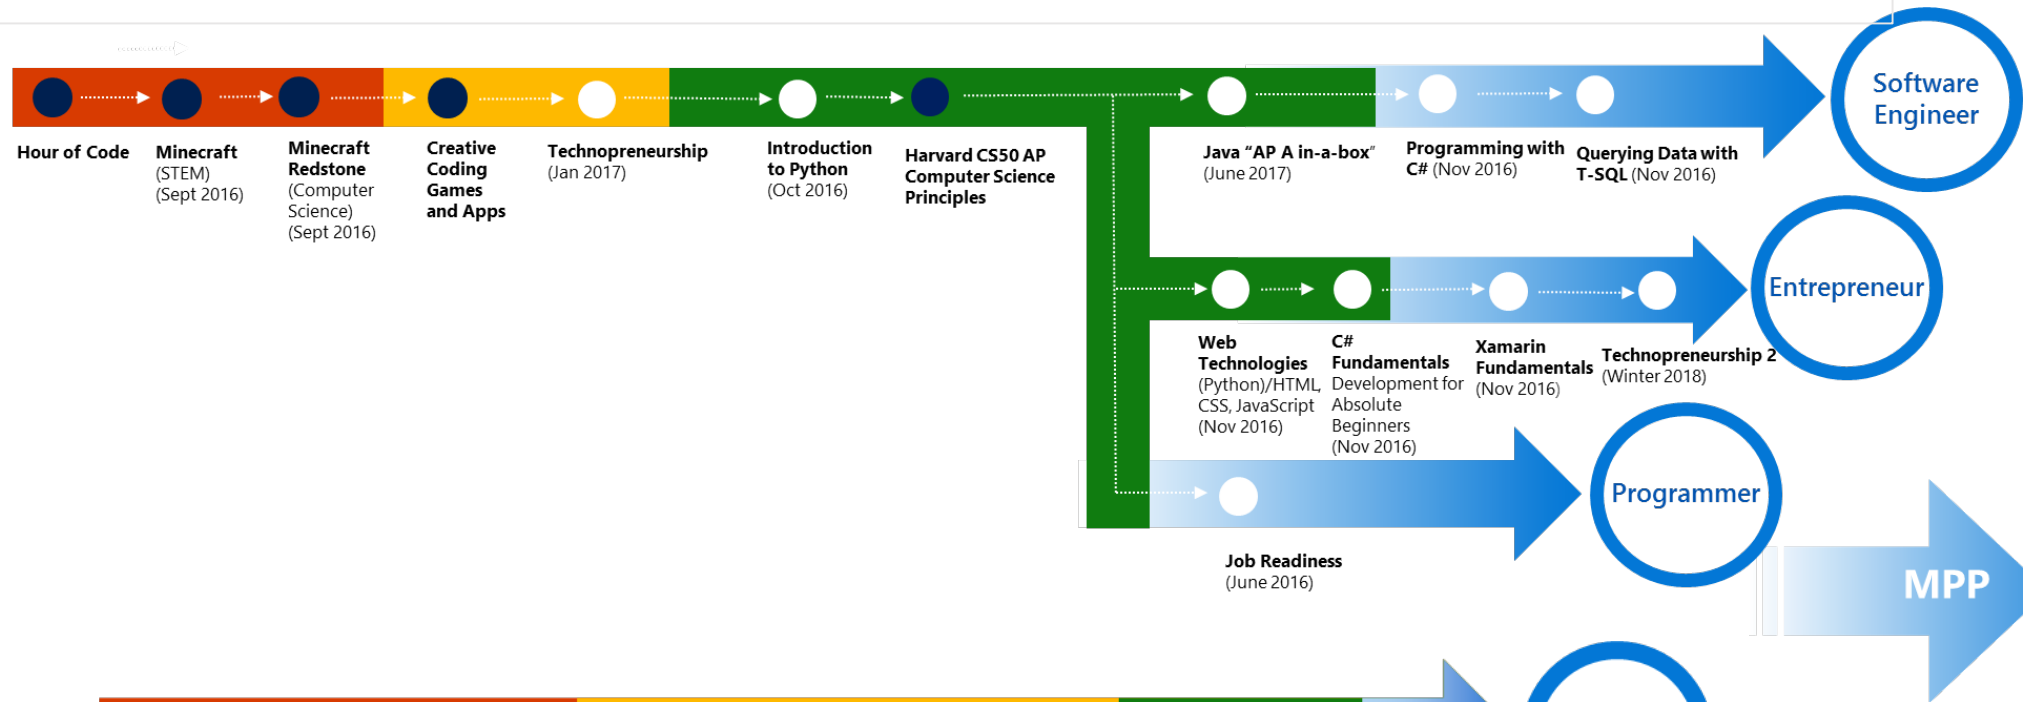 Hour of Code
Minecraft
(STEM)
(Sept 2016)
Minecraft
Redstone
(Computer
Science)
(Sept 2016)
Creative
Coding
Games
and Apps
Technopreneurship
(Jan 2017)
Introduction
to Python
(Oct 2016)
Harvard CS50 AP
Computer Science
Principles
Java “AP A in-a-box”
(June 2017)
Programming with
C# (Nov 2016)
Querying Data with
T-SQL (Nov 2016)
Software
Engineer
Web
Technologies
(Python)/HTML,
CSS, JavaScript
(Nov 2016)
C#
Fundamentals
Development for
Absolute
Beginners
(Nov 2016)
Xamarin
Fundamentals
(Nov 2016)
Technopreneurship 2
(Winter 2018)
Entrepreneur
Job Readiness
(June 2016)
Programmer
MPP